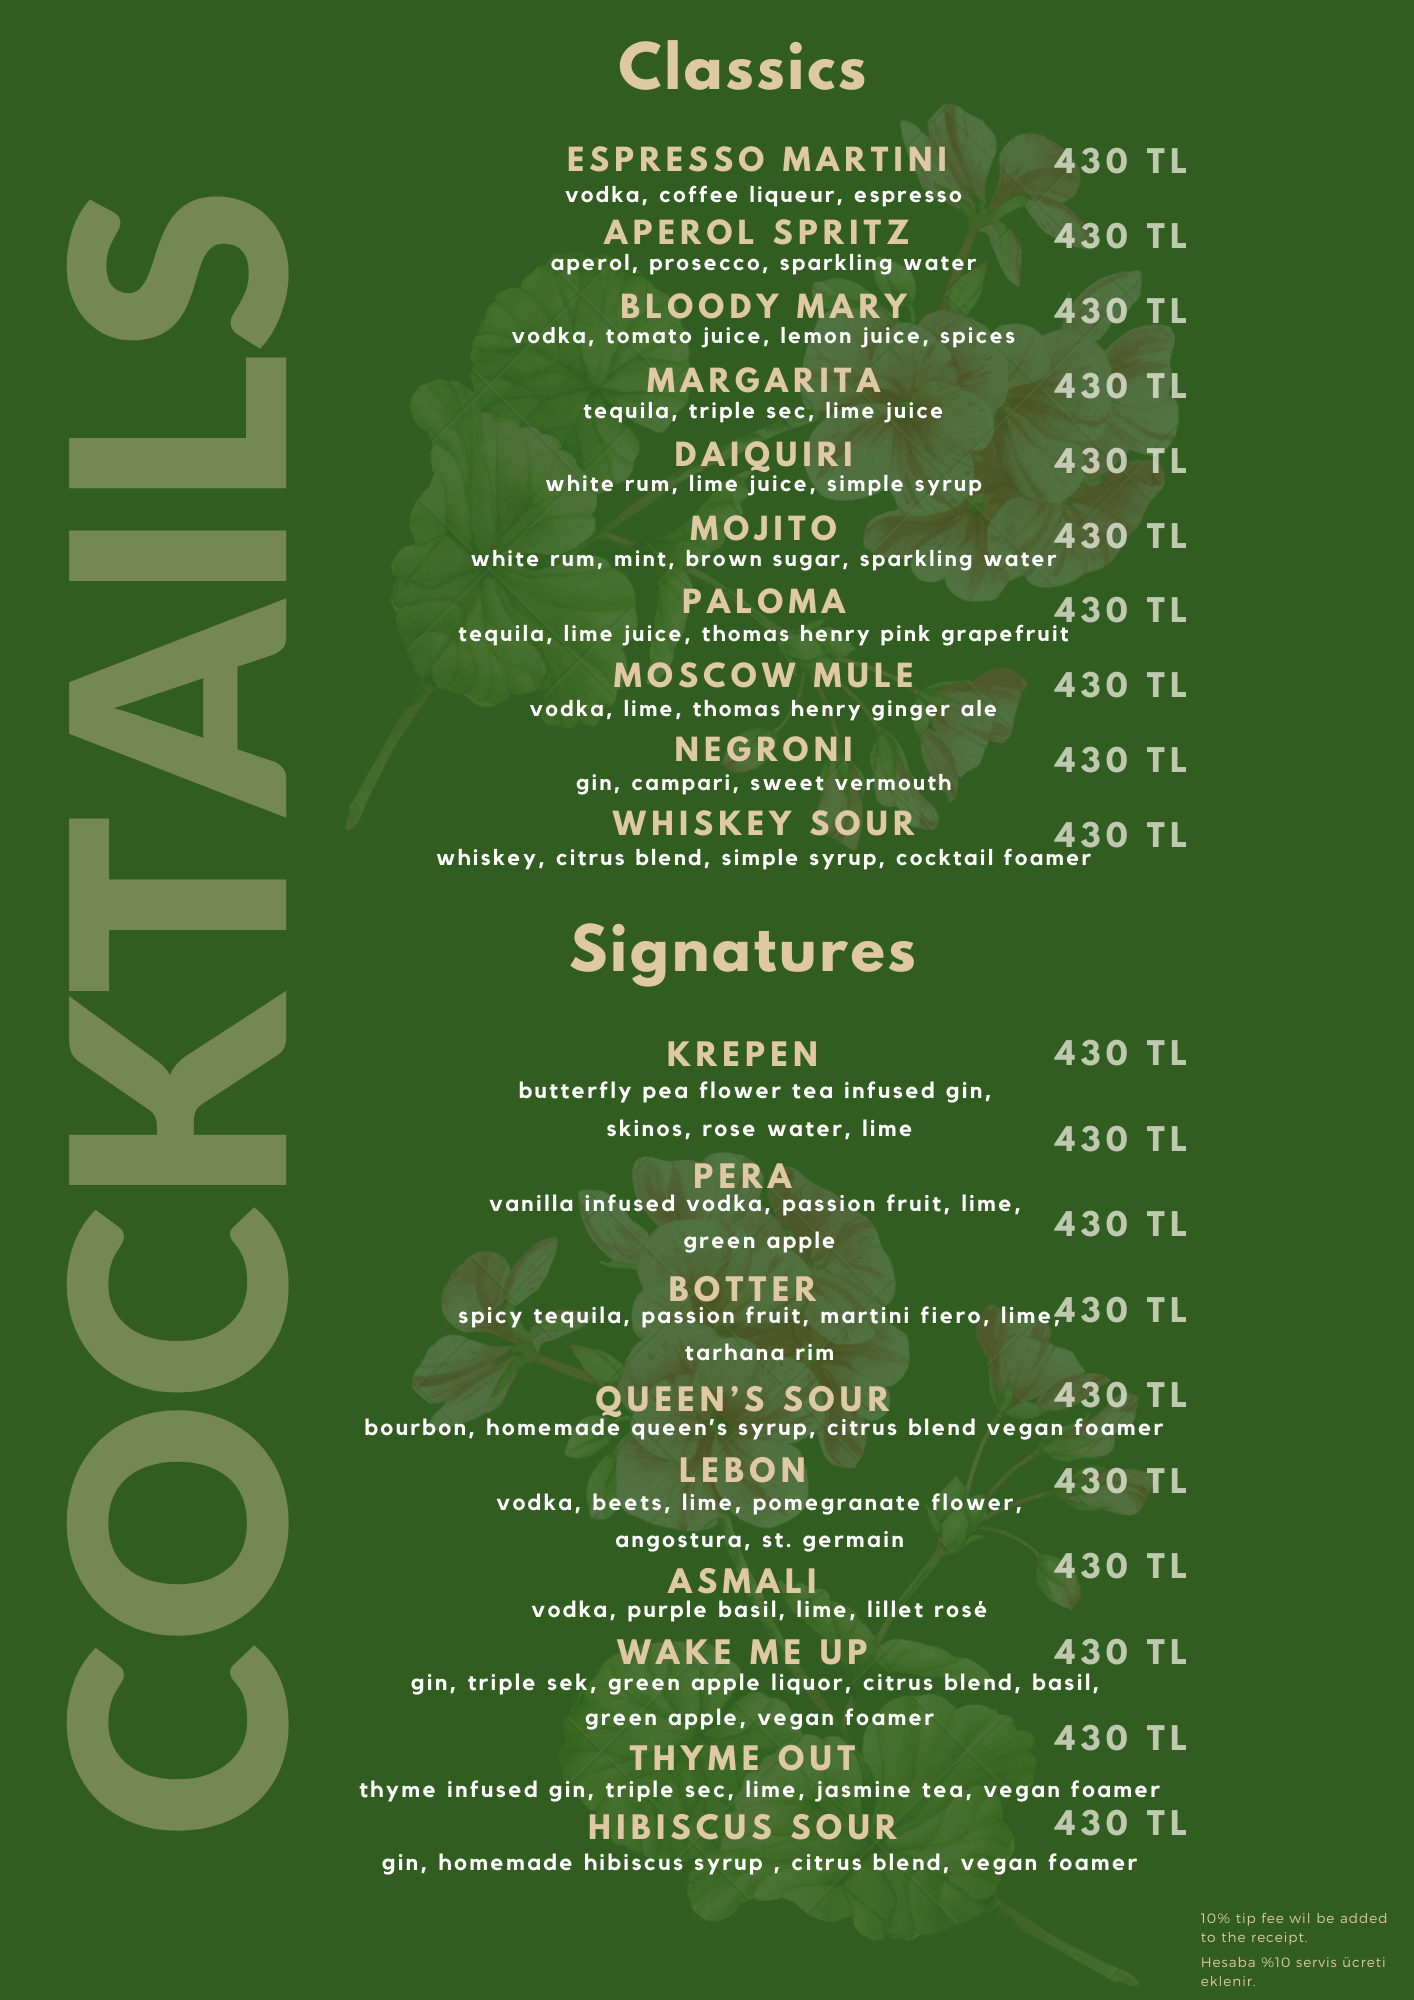 COCKTAILS
Classics
ESPRESSO MARTINI 430 TL
vodka, coffee liqueur, espresso
APEROL SPRITZ 430 TL
aperol, prosecco, sparkling water
BLOODY MARY 430 TL
vodka, tomato juice, lemon juice, spices
MARGARITA 430 TL
tequila, triple sec, lime juice
DAIQUIRI 430 TL
white rum, lime juice, simple syrup
MOJITO 430 TL
white rum, mint, brown sugar, sparkling water
PALOMA 430 TL
tequila, lime juice, thomas henry pink grapefruit
MOSCOW MULE 430 TL
vodka, lime, thomas henry ginger ale
NEGRONI 430 TL
gin, campari, sweet vermouth
WHISKEY SOUR 430 TL
whiskey, citrus blend, simple syrup, cocktail foamer
Signatures
KREPEN 430 TL
butterfly pea flower tea infused gin,
skinos, rose water, lime 430 TL
PERA
vanilla infused vodka, passion fruit, lime, 430 TL
green apple
BOTTER
spicy tequila, passion fruit, martini fiero, lime, 430 TL
tarhana rim
QUEEN'S SOUR 430 TL
bourbon, homemade queen's syrup, citrus blend vegan foamer
LEBON 430 TL
vodka, beets, lime, pomegranate flower,
angostura, st. germain
ASMALI 430 TL
vodka, purple basil, lime, lillet rosé
WAKE ME UP 430 TL
gin, triple sek, green apple liquor, citrus blend, basil,
green apple, vegan foamer
THYME OUT 430 TL
thyme infused gin, triple sec, lime, jasmine tea, vegan foamer
HIBISCUS SOUR 430 TL
gin, homemade hibiscus syrup , citrus blend, vegan foamer
10% tip fee wil be added
to the receipt.
Hesaba %10 servis ücreti
eklenir.